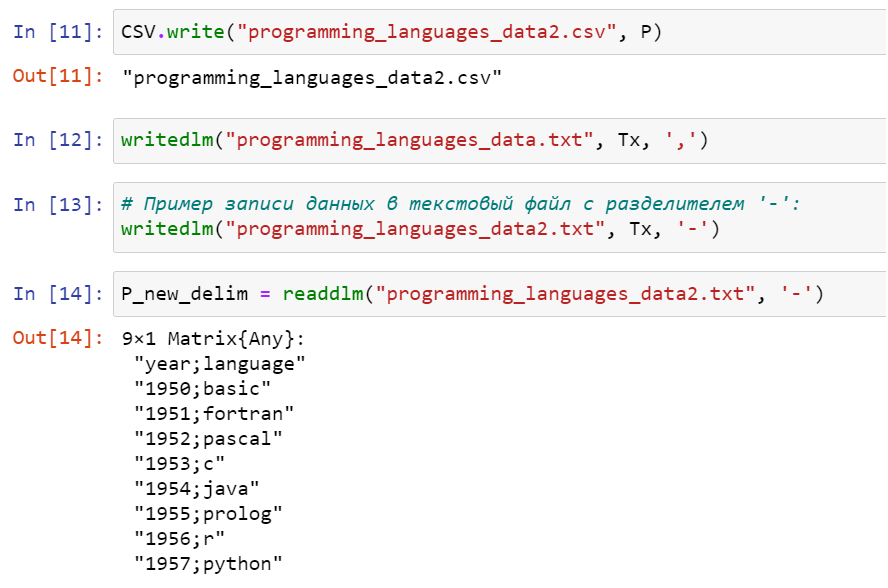 In [11]: CSV.write("programming_languages_data2.csv", P)
Out[11]: "programming_languages_data2.csv"
In [12]: writedlm("programming_languages_data.txt", Tx, ',')
In [13]: # Пример записи данных в текстовый файл с разделителем '-':
writedlm("programming_languages_data2.txt", Tx, '-')
In [14]: P_new_delim = readdlm("programming_languages_data2.txt", '-')
Out[14]: 9×1 Matrix{Any}:
"year;language"
"1950;basic"
"1951;fortran"
"1952;pascal"
"1953;c"
"1954;java"
"1955;prolog"
"1956;r"
"1957;python"